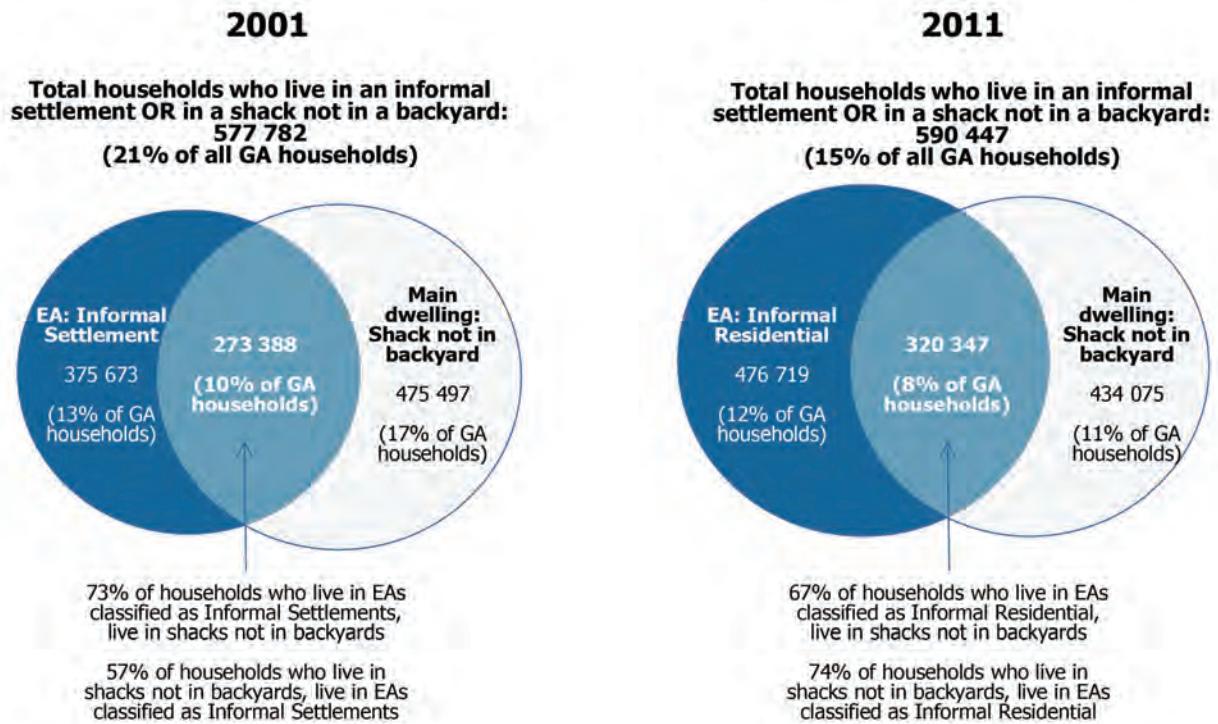 2001
Total households who live in an informal
settlement OR in a shack not in a backyard:
577 782
(21% of all GA households)
EA: Informal
Settlement
375 673
(13% of GA
households)
273 388
(10% of GA
households)
Main
dwelling:
Shack not in
backyard
475 497
(17% of GA
households)
73% of households who live in EAs
classified as Informal Settlements,
live in shacks not in backyards
57% of households who live in
shacks not in backyards, live in EAs
classified as Informal Settlements
2011
Total households who live in an informal
settlement OR in a shack not in a backyard:
590 447
(15% of all GA households)
EA: Informal
Residential
476 719
(12% of GA
households)
320 347
(8% of GA
households)
Main
dwelling:
Shack not in
backyard
434 075
(11% of GA
households)
67% of households who live in EAs
classified as Informal Residential,
live in shacks not in backyards
74% of households who live in
shacks not in backyards, live in EAs
classified as Informal Residential